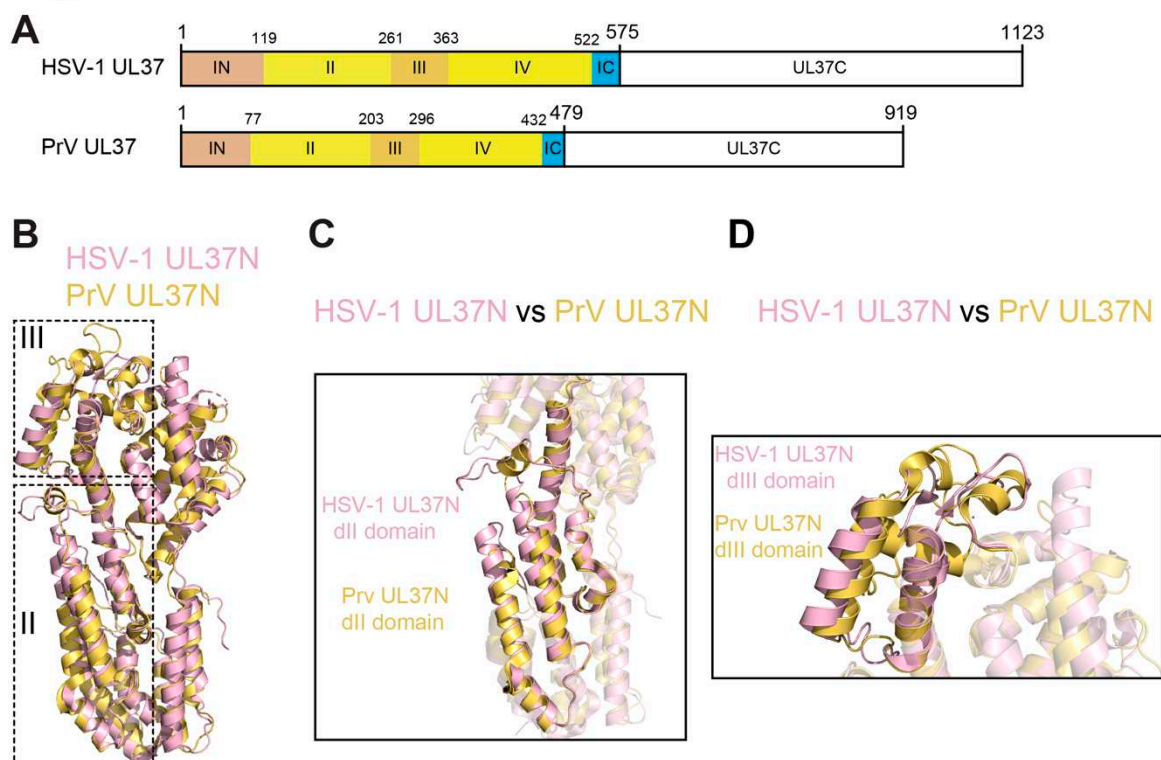 A
1 119 261 363 522 575 1123
HSV-1 UL37 IN II III IV IC UL37C
1 77 203 296 432 479 919
PrV UL37 IN II III IV IC UL37C
B
HSV-1 UL37N
PrV UL37N
III
II
C
HSV-1 UL37N vs PrV UL37N
HSV-1 UL37N
dII domain
Prv UL37N
dII domain
D
HSV-1 UL37N vs PrV UL37N
HSV-1 UL37N
dIII domain
Prv UL37N
dIII domain